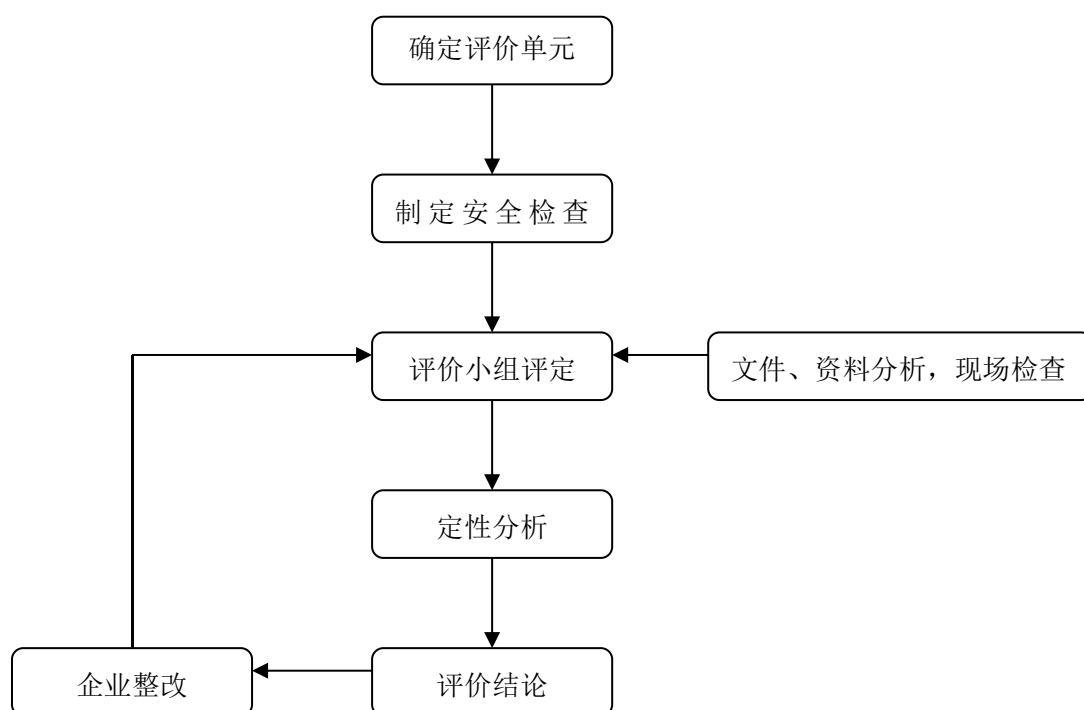 确定评价单元
制定安全检查
评价小组评定
文件、资料分析，现场检查
定性分析
企业整改
评价结论